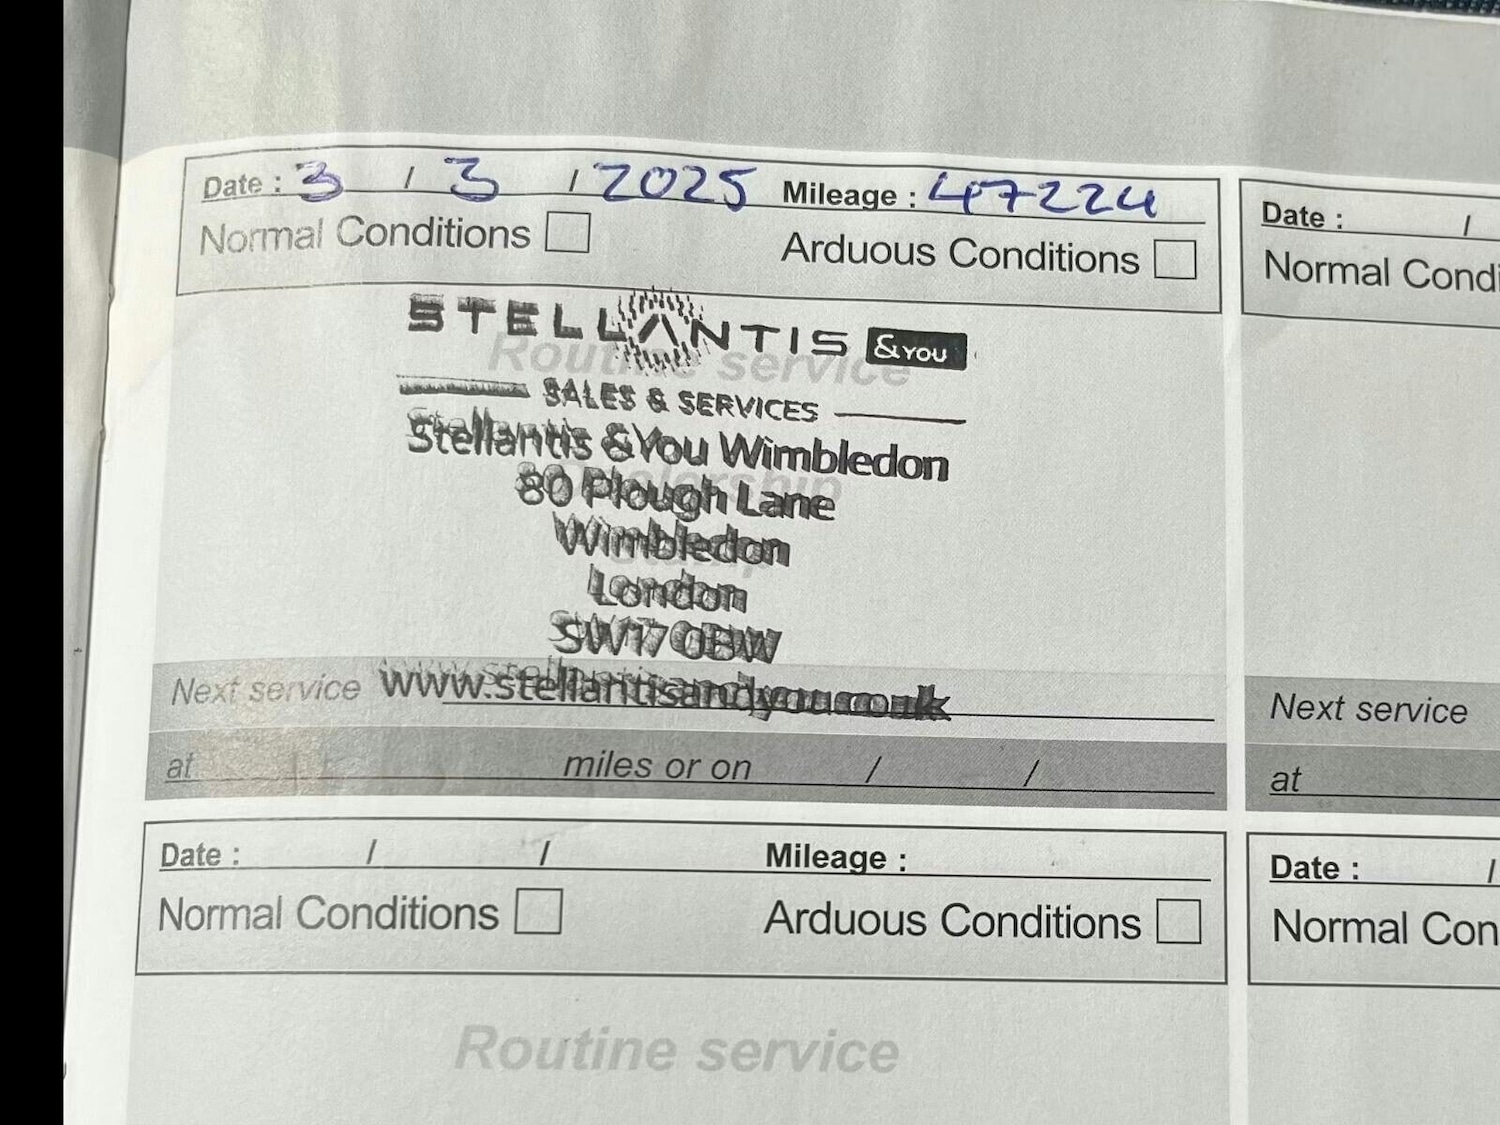 Date : 3 / 3 / 2025 Mileage : 47224
Normal Conditions Arduous Conditions
STELLANTIS &YOU
Routine service
SALES & SERVICES
Stellantis &You Wimbledon
80 Plough Lane
Wimbledon
London
SW17 0BW
Next service www.stellantisandyou.co.uk
at miles or on / /
Date : / / Mileage :
Normal Conditions Arduous Conditions
Routine service
Date : /
Normal Condi
Next service
at
Date : /
Normal Con